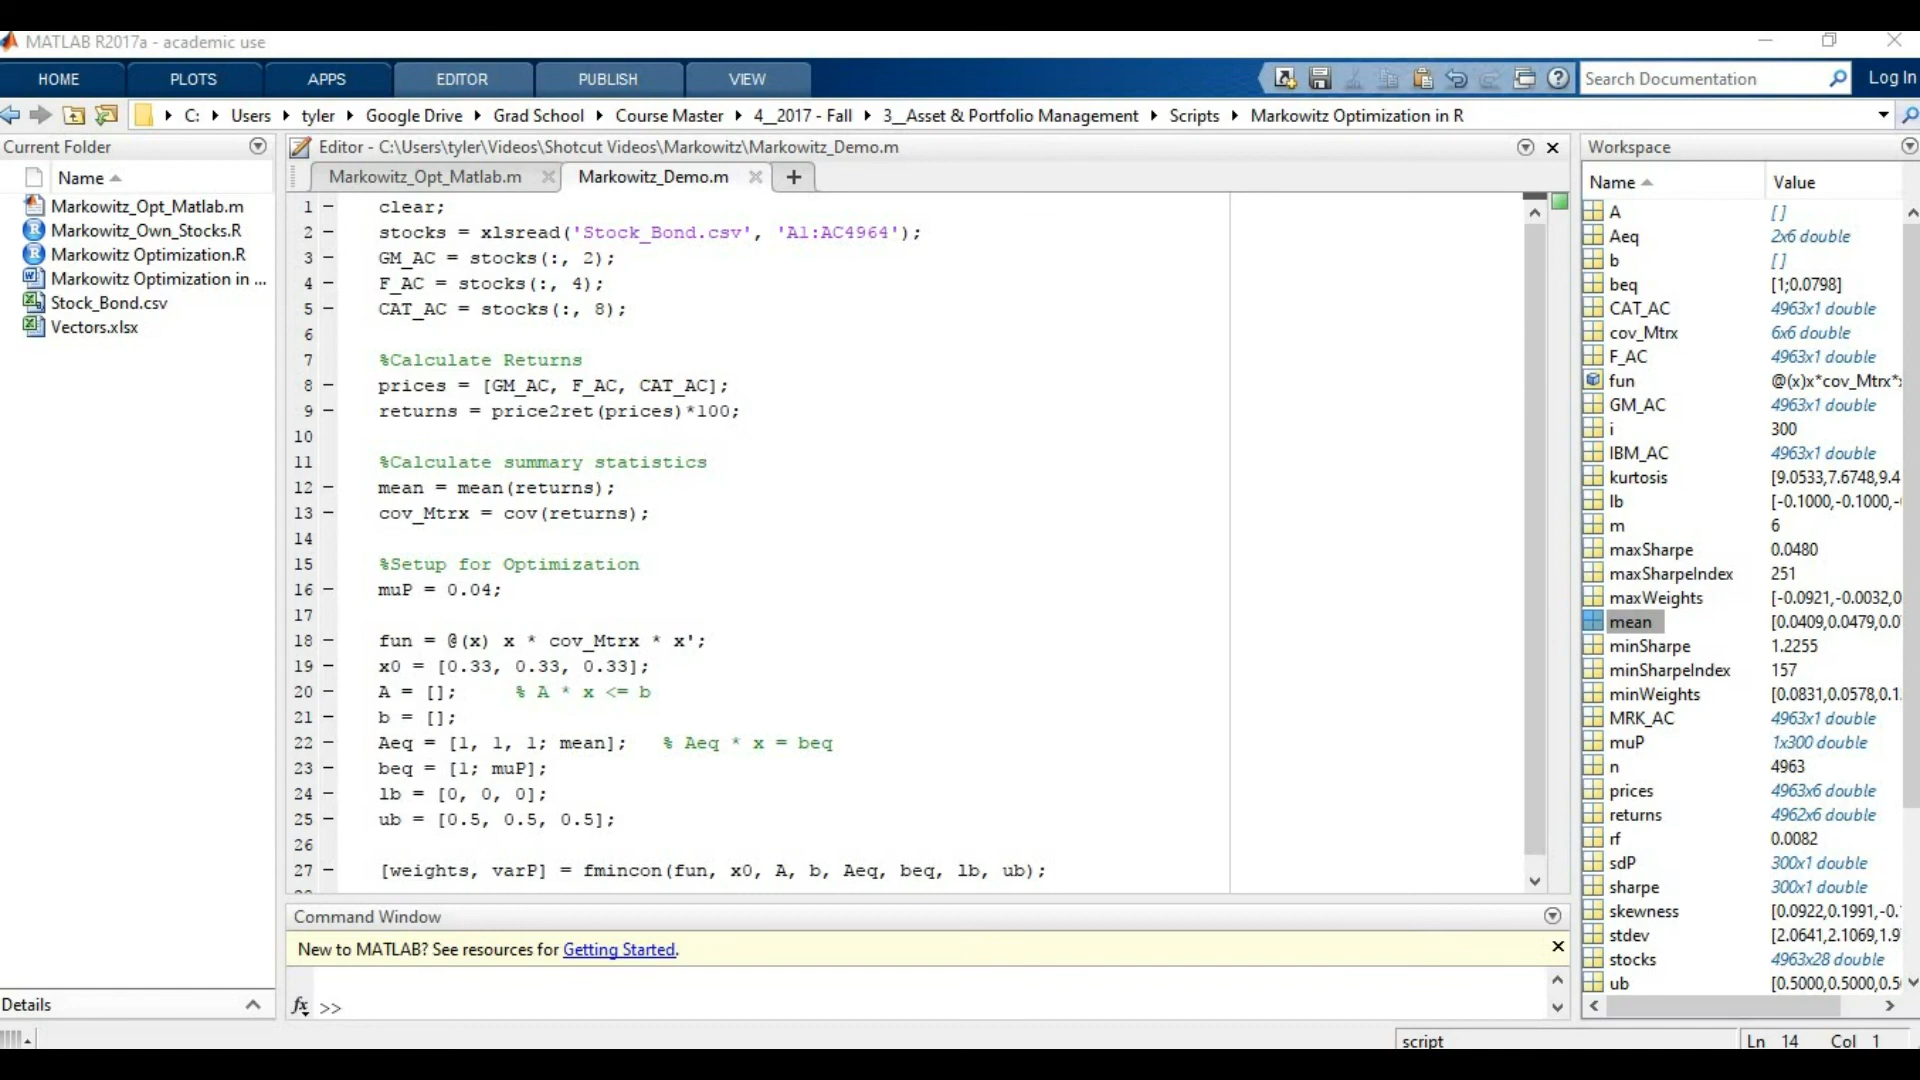 MATLAB R2017a - academic use
HOME PLOTS APPS EDITOR PUBLISH VIEW Search Documentation Log In
C: Users tyler Google Drive Grad School Course Master 4__2017 - Fall 3__Asset & Portfolio Management Scripts Markowitz Optimization in R
Current Folder
Name
Markowitz_Opt_Matlab.m
Markowitz_Own_Stocks.R
Markowitz Optimization.R
Markowitz Optimization in ...
Stock_Bond.csv
Vectors.xlsx
Details
Editor - C:\Users\tyler\Videos\Shotcut Videos\Markowitz\Markowitz_Demo.m
Markowitz_Opt_Matlab.m Markowitz_Demo.m
1 clear;
2 stocks = xlsread('Stock_Bond.csv', 'A1:AC4964');
3 GM_AC = stocks(:, 2);
4 F_AC = stocks(:, 4);
5 CAT_AC = stocks(:, 8);
6
7 %Calculate Returns
8 prices = [GM_AC, F_AC, CAT_AC];
9 returns = price2ret(prices)*100;
10
11 %Calculate summary statistics
12 mean = mean(returns);
13 cov_Mtrx = cov(returns);
14
15 %Setup for Optimization
16 muP = 0.04;
17
18 fun = @(x) x * cov_Mtrx * x';
19 x0 = [0.33, 0.33, 0.33];
20 A = []; % A * x <= b
21 b = [];
22 Aeq = [1, 1, 1; mean]; % Aeq * x = beq
23 beq = [1; muP];
24 lb = [0, 0, 0];
25 ub = [0.5, 0.5, 0.5];
26
27 [weights, varP] = fmincon(fun, x0, A, b, Aeq, beq, lb, ub);
Command Window
New to MATLAB? See resources for Getting Started.
fx >>
Workspace
Name Value
A []
Aeq 2x6 double
b []
beq [1;0.0798]
CAT_AC 4963x1 double
cov_Mtrx 6x6 double
F_AC 4963x1 double
fun @(x)x*cov_Mtrx*x
GM_AC 4963x1 double
i 300
IBM_AC 4963x1 double
kurtosis [9.0533,7.6748,9.4
lb [-0.1000,-0.1000,-
m 6
maxSharpe 0.0480
maxSharpeIndex 251
maxWeights [-0.0921,-0.0032,0
mean [0.0409,0.0479,0.0
minSharpe 1.2255
minSharpeIndex 157
minWeights [0.0831,0.0578,0.1
MRK_AC 4963x1 double
muP 1x300 double
n 4963
prices 4963x6 double
returns 4962x6 double
rf 0.0082
sdP 300x1 double
sharpe 300x1 double
skewness [0.0922,0.1991,-0.
stdev [2.0641,2.1069,1.9
stocks 4963x28 double
ub [0.5000,0.5000,0.5
script Ln 14 Col 1